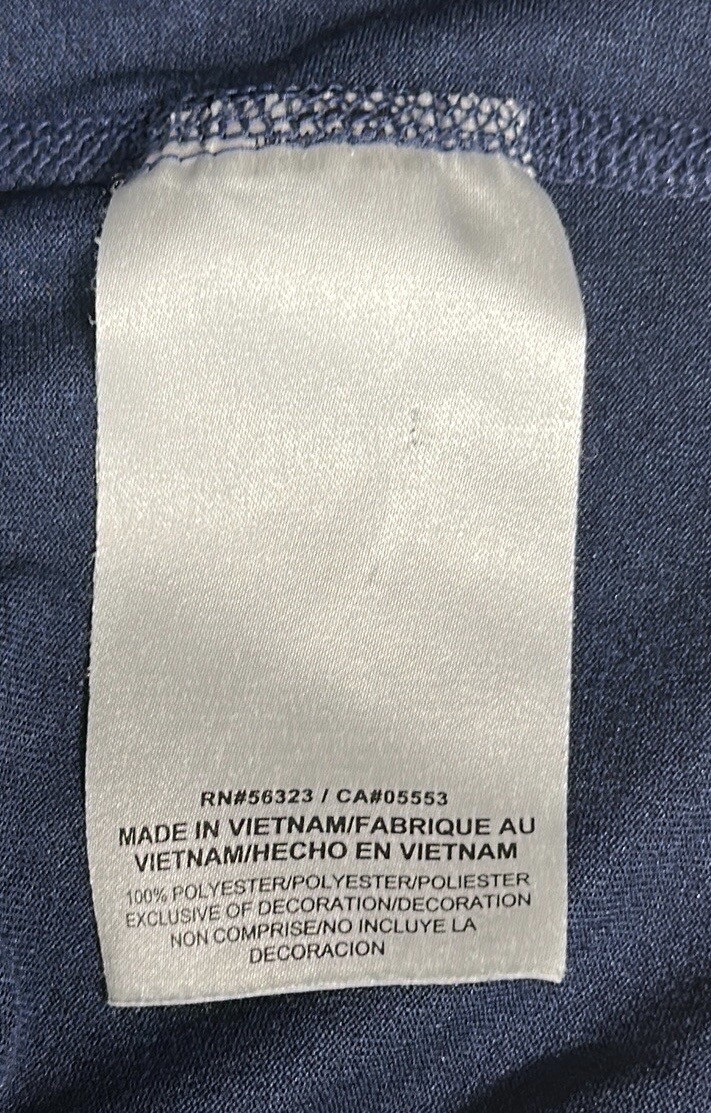 RN#56323 / CA#05553
MADE IN VIETNAM/FABRIQUE AU
VIETNAM/HECHO EN VIETNAM
100% POLYESTER/POLYESTER/POLIESTER
EXCLUSIVE OF DECORATION/DECORATION
NON COMPRISE/NO INCLUYE LA
DECORACION